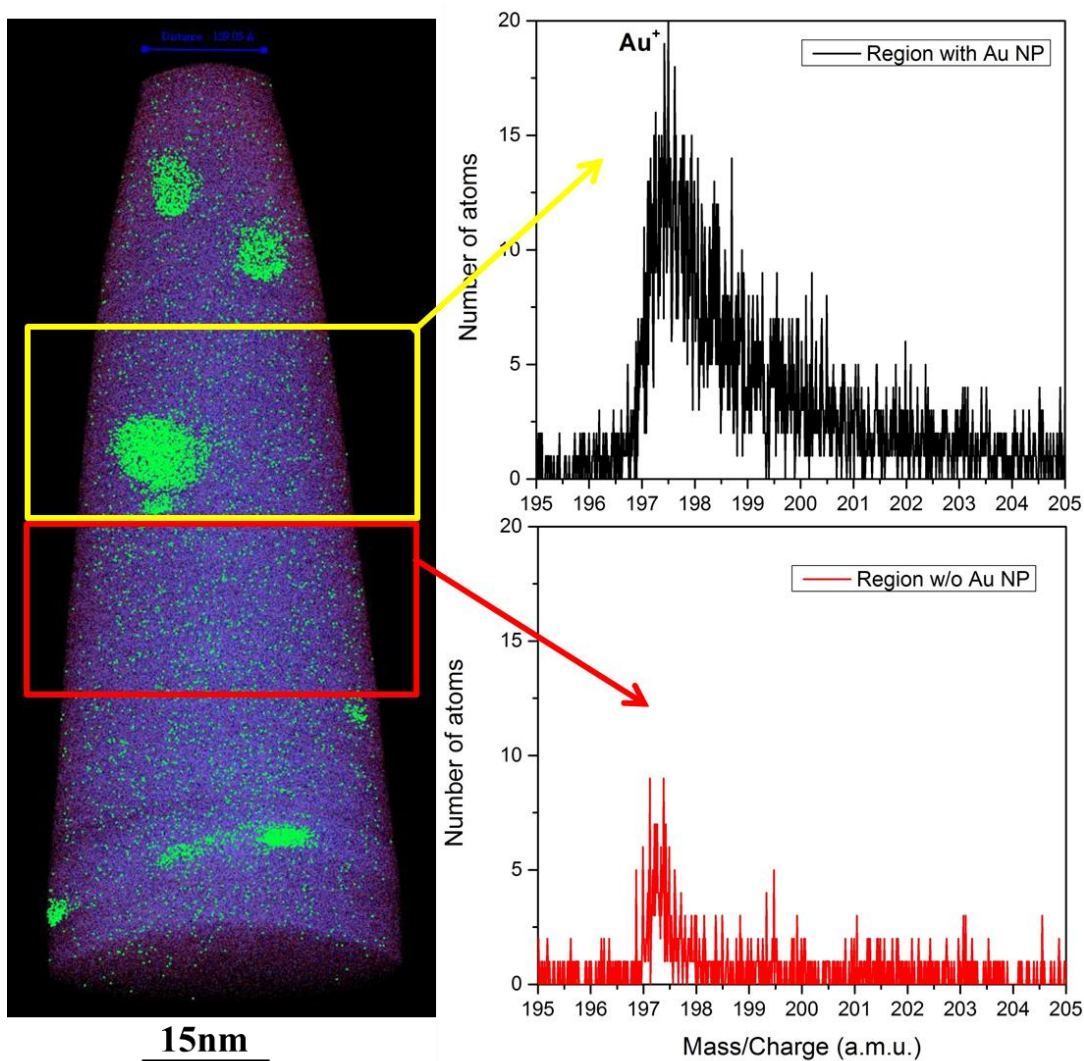 Distance
15nm
Number of atoms
20
15
10
5
0
Au+
Region with Au NP
195 196 197 198 199 200 201 202 203 204 205
Number of atoms
20
15
10
5
0
Region w/o Au NP
195 196 197 198 199 200 201 202 203 204 205
Mass/Charge (a.m.u.)